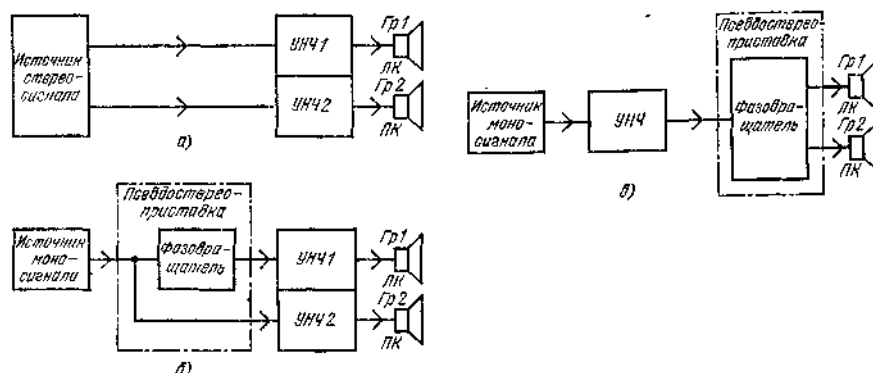 Источник
стерео-
сигнала
УНЧ1
УНЧ2
Гр1
ЛК
Гр2
ПК
а)
Псевдостерео-
приставка
Источник
моно-
сигнала
Фазовра-
щатель
УНЧ1
УНЧ2
Гр1
ЛК
Гр2
ПК
б)
Псевдостерео
приставка
Источник
моно-
сигнала
УНЧ
Фазовра-
щатель
Гр1
ЛК
Гр2
ПК
в)